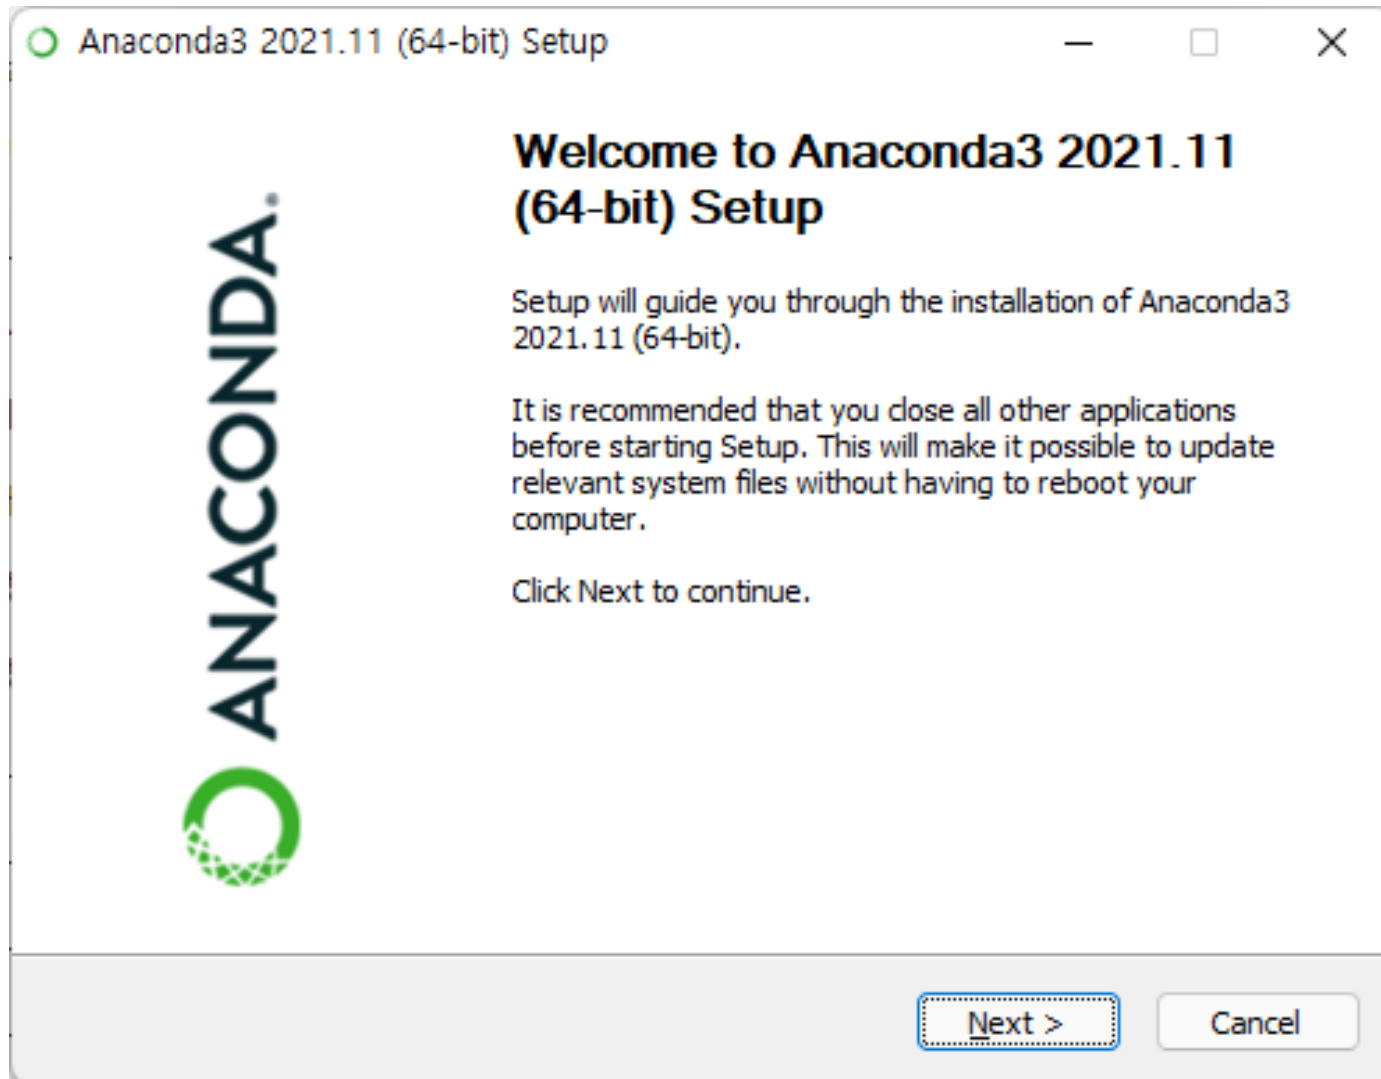 Anaconda3 2021.11 (64-bit) Setup
Welcome to Anaconda3 2021.11
(64-bit) Setup
Setup will guide you through the installation of Anaconda3
2021.11 (64-bit).
It is recommended that you close all other applications
before starting Setup. This will make it possible to update
relevant system files without having to reboot your
computer.
Click Next to continue.
ANACONDA.
Next >
Cancel